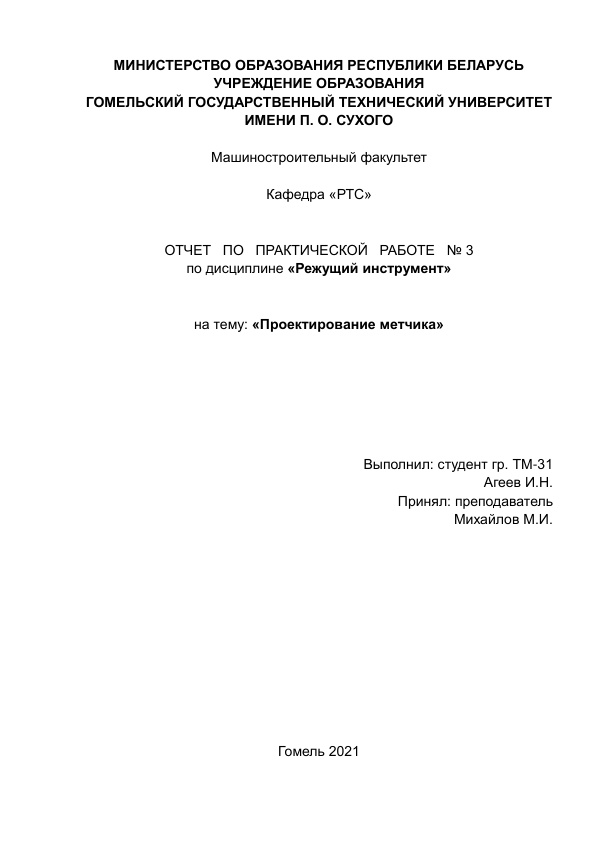 МИНИСТЕРСТВО ОБРАЗОВАНИЯ РЕСПУБЛИКИ БЕЛАРУСЬ
УЧРЕЖДЕНИЕ ОБРАЗОВАНИЯ
ГОМЕЛЬСКИЙ ГОСУДАРСТВЕННЫЙ ТЕХНИЧЕСКИЙ УНИВЕРСИТЕТ
ИМЕНИ П. О. СУХОГО
Машиностроительный факультет
Кафедра «РТС»
ОТЧЕТ ПО ПРАКТИЧЕСКОЙ РАБОТЕ № 3
по дисциплине «Режущий инструмент»
на тему: «Проектирование метчика»
Выполнил: студент гр. ТМ-31
Агеев И.Н.
Принял: преподаватель
Михайлов М.И.
Гомель 2021